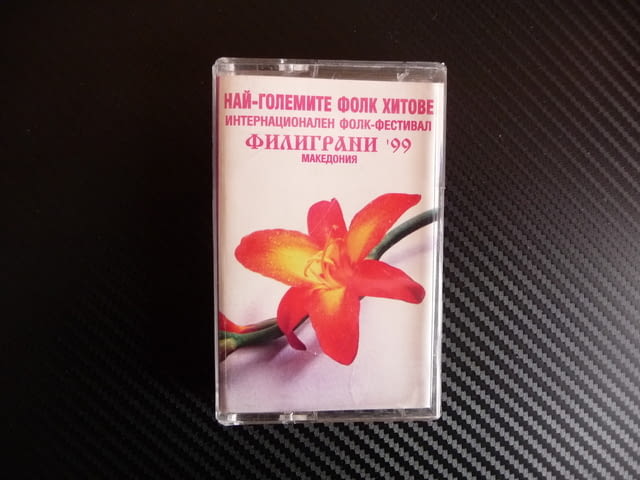 НАЙ-ГОЛЕМИТЕ ФОЛК ХИТОВЕ
ИНТЕРНАЦИОНАЛЕН ФОЛК-ФЕСТИВАЛ
ФИЛИГРАНИ '99
МАКЕДОНИЯ